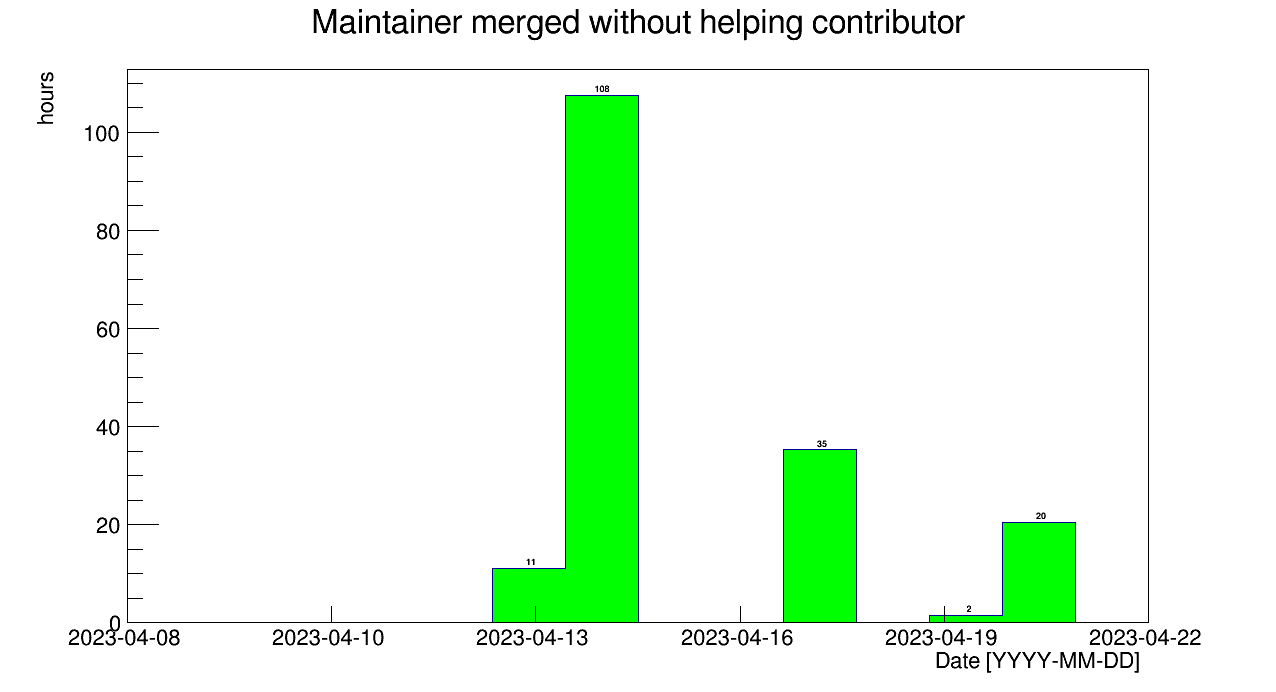 Maintainer merged without helping contributor
hours
108
100
80
60
40
35
20
20
11
2
0
2023-04-08 2023-04-10 2023-04-13 2023-04-16 2023-04-19 2023-04-22
Date [YYYY-MM-DD]